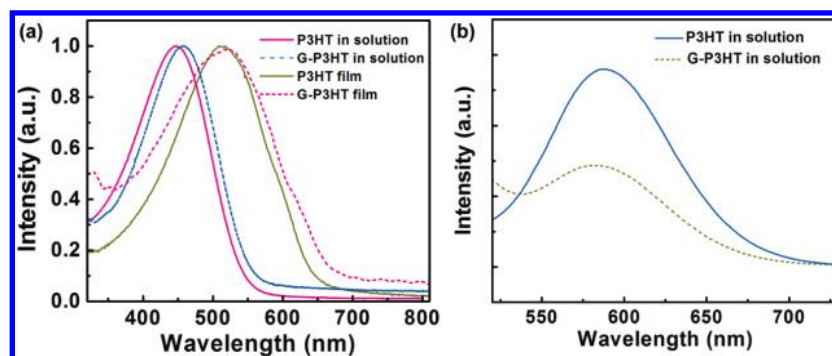 (a)
P3HT in solution
G-P3HT in solution
P3HT film
G-P3HT film
Intensity (a.u.)
1.0
0.8
0.6
0.4
0.2
0.0
400 500 600 700 800
Wavelength (nm)
(b)
P3HT in solution
G-P3HT in solution
Intensity (a.u.)
550 600 650 700
Wavelength (nm)